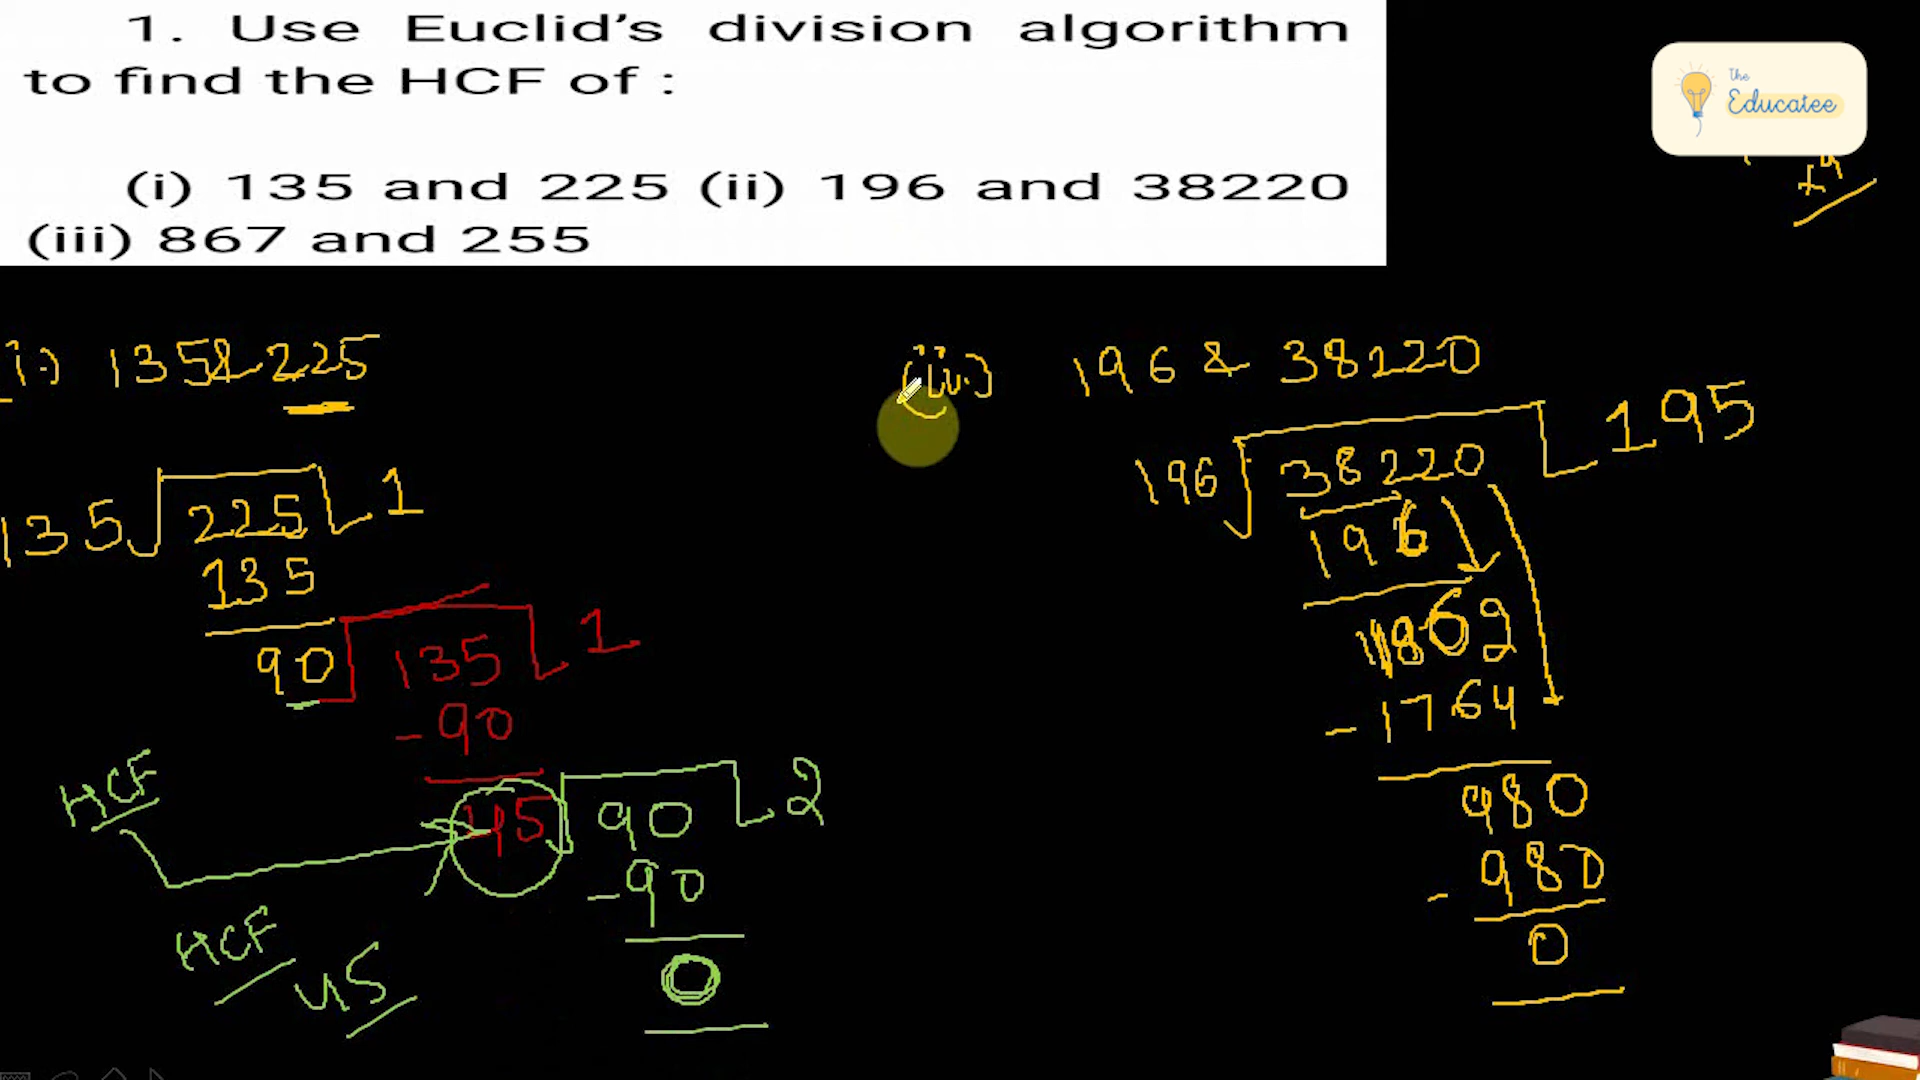 1. Use Euclid's division algorithm
to find the HCF of :
(i) 135 and 225 (ii) 196 and 38220
(iii) 867 and 255
The
Educatee
i.) 135 & 225
135 225 1
135
90 135 1
- 90
45 90 2
- 90
0
HCF
HCF
45
(ii.) 196 & 38220
196 38220 195
196
1862
- 1764
980
- 980
0